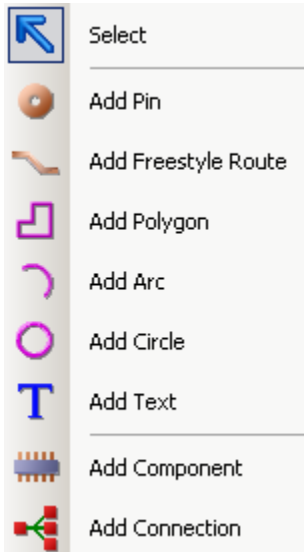 Select
Add Pin
Add Freestyle Route
Add Polygon
Add Arc
Add Circle
Add Text
Add Component
Add Connection